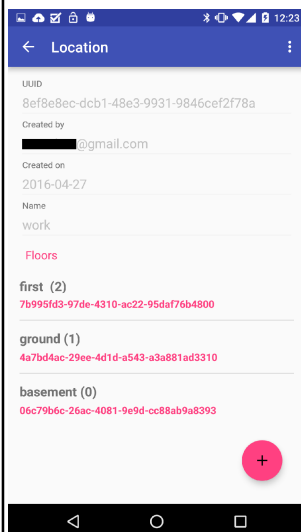 12:23
Location
UUID
8ef8e8ec-dcb1-48e3-9931-9846cef2f78a
Created by
@gmail.com
Created on
2016-04-27
Name
work
Floors
first (2)
7b995fd3-97de-4310-ac22-95daf76b4800
ground (1)
4a7bd4ac-29ee-4d1d-a543-a3a881ad3310
basement (0)
06c79b6c-26ac-4081-9e9d-cc88ab9a8393
+